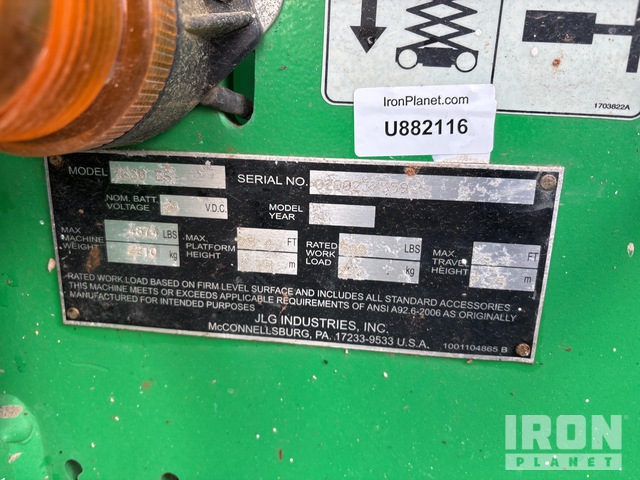 1703822A
IronPlanet.com
U882116
MODEL
SERIAL NO.
NOM. BATT. VOLTAGE V.D.C.
MODEL YEAR
MAX MACHINE WEIGHT LBS kg
MAX. PLATFORM HEIGHT FT m
RATED WORK LOAD LBS kg
MAX. TRAVEL HEIGHT FT m
RATED WORK LOAD BASED ON FIRM LEVEL SURFACE AND INCLUDES ALL STANDARD ACCESSORIES.
THIS MACHINE MEETS OR EXCEEDS APPLICABLE REQUIREMENTS OF ANSI A92.6-2006 AS ORIGINALLY
MANUFACTURED FOR INTENDED PURPOSES
JLG INDUSTRIES, INC.
McCONNELLSBURG, PA. 17233-9533 U.S.A.
1001104865 B
IRON
PLANET